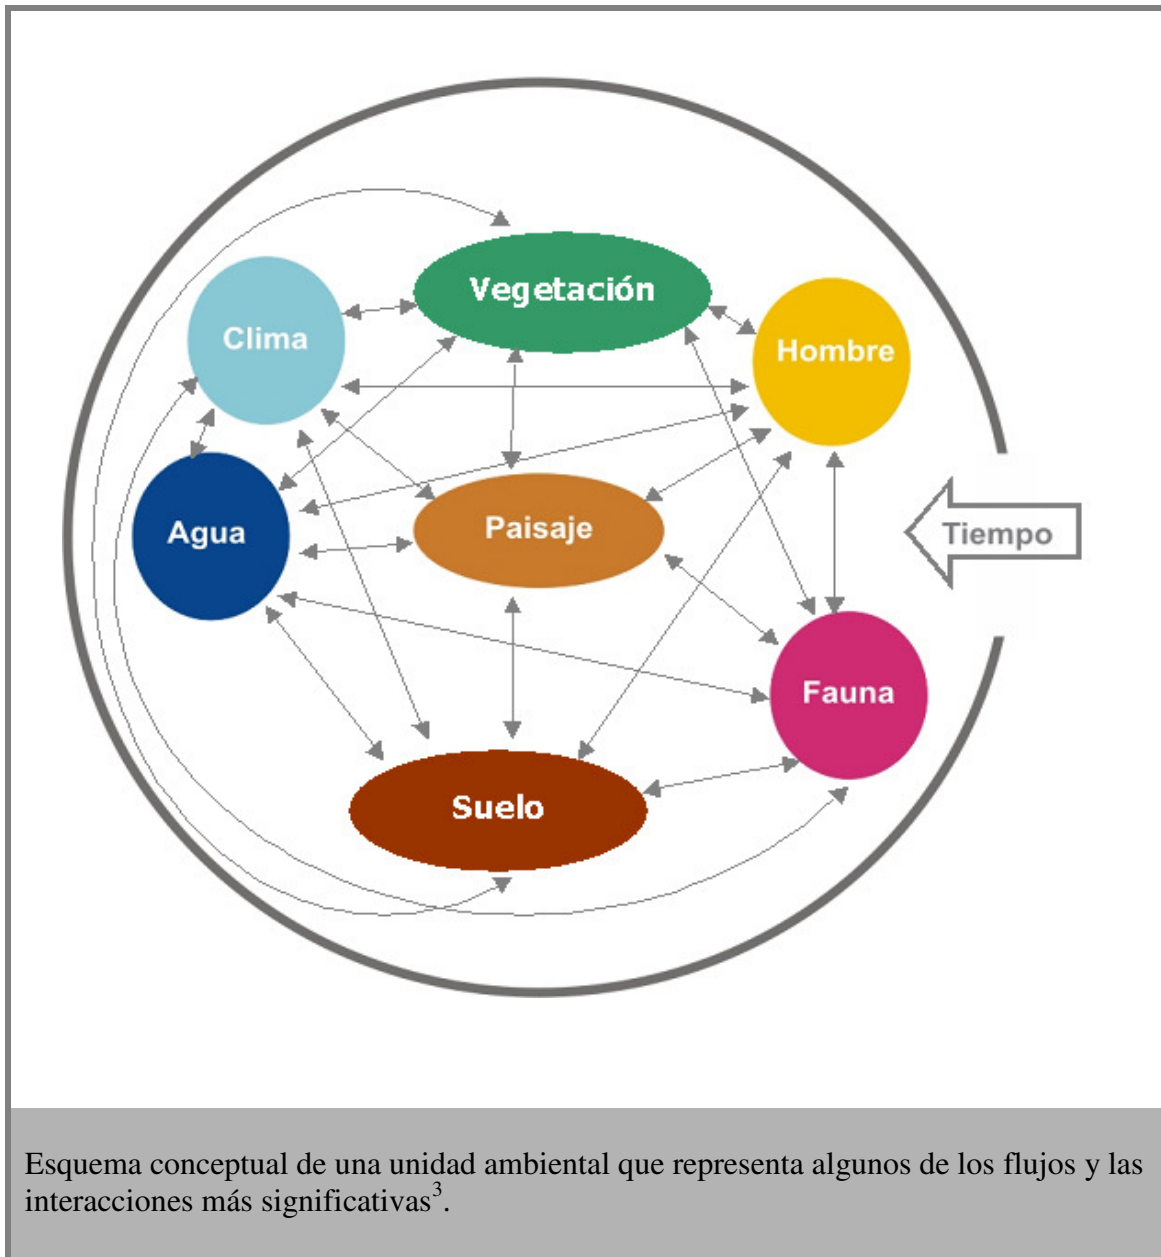 Vegetación
Clima
Hombre
Agua
Paisaje
Tiempo
Fauna
Suelo
Esquema conceptual de una unidad ambiental que representa algunos de los flujos y las
interacciones más significativas³.